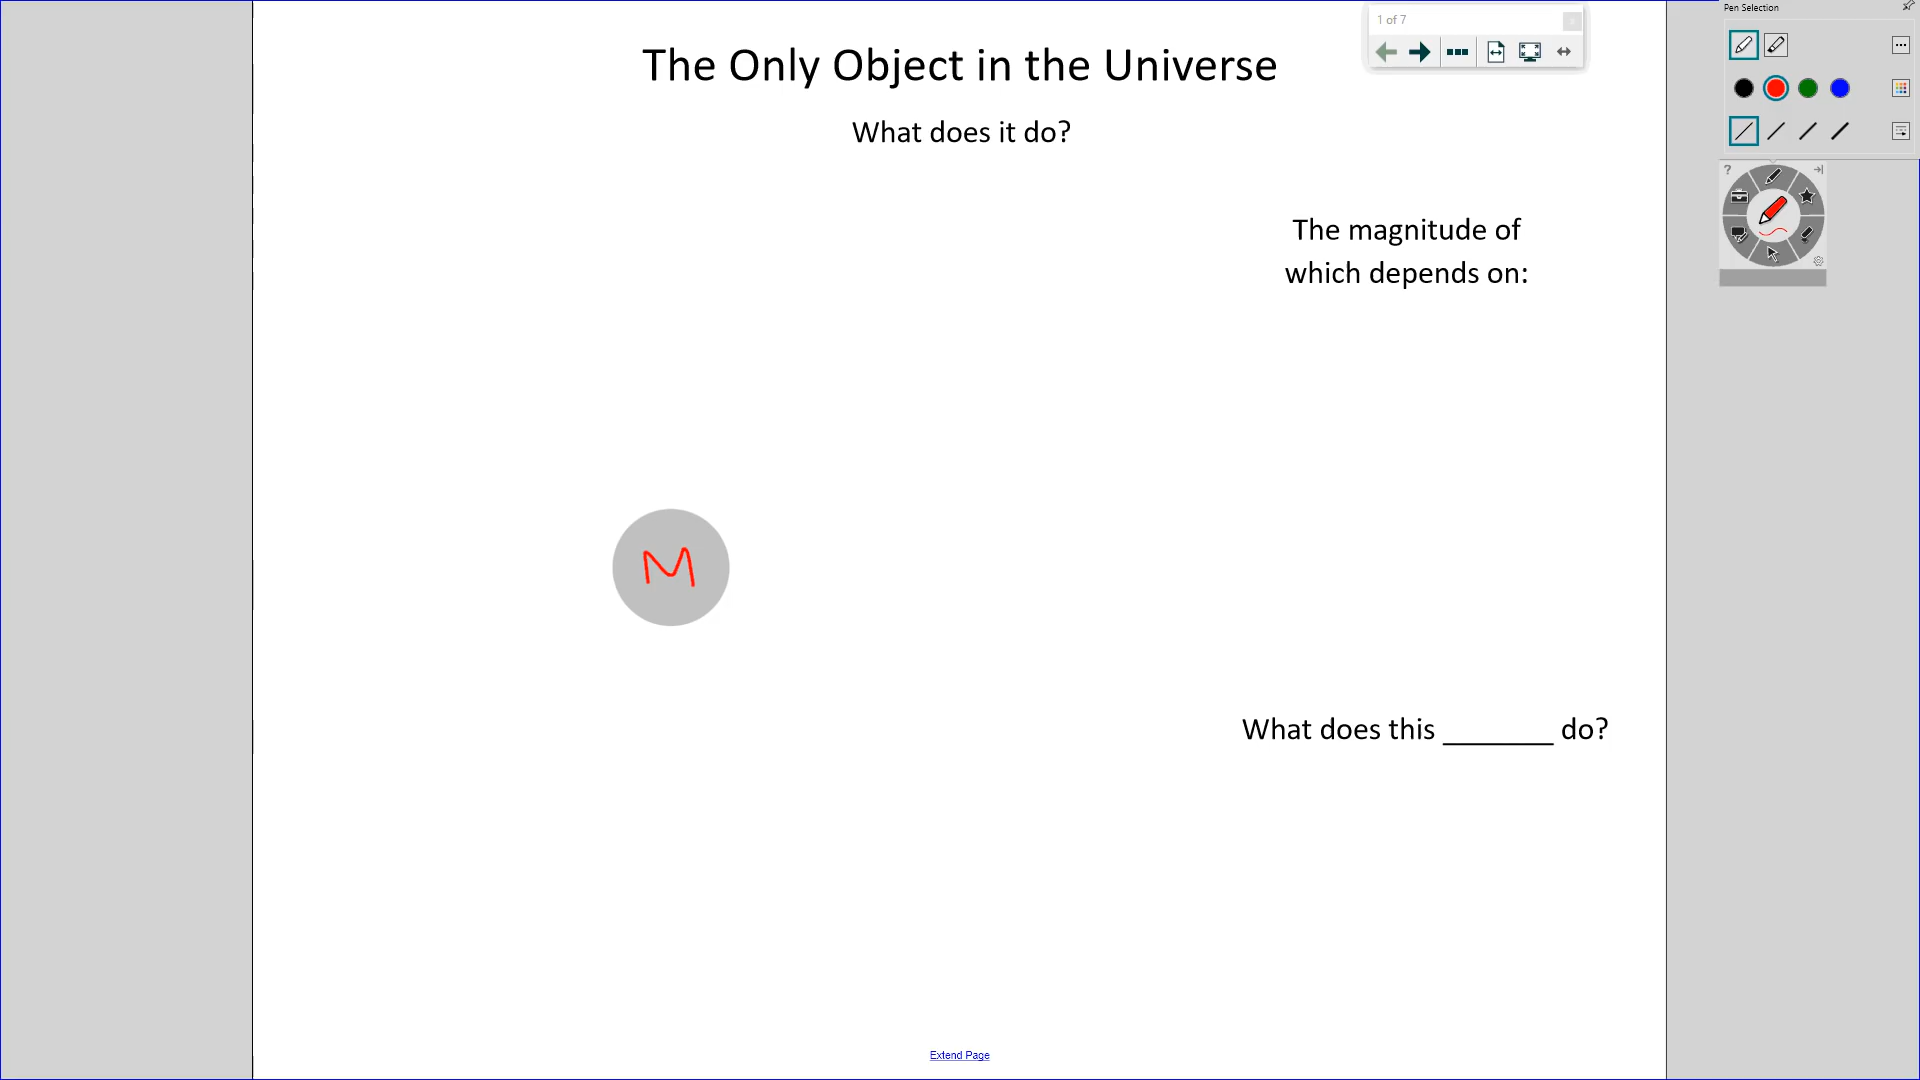 The Only Object in the Universe
What does it do?
The magnitude of
which depends on:
M
What does this _______ do?
Extend Page
1 of 7
Pen Selection
?